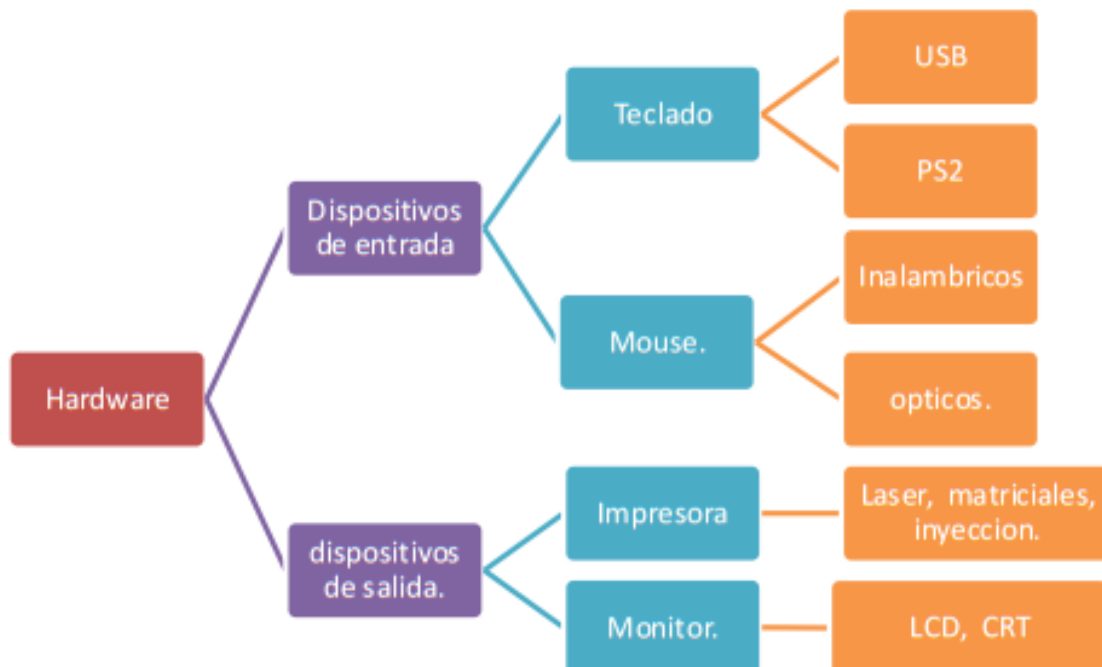 Hardware
Dispositivos
de entrada
Teclado
USB
PS2
Mouse.
Inalambricos
opticos.
dispositivos
de salida.
Impresora
Laser, matriciales,
inyeccion.
Monitor.
LCD, CRT